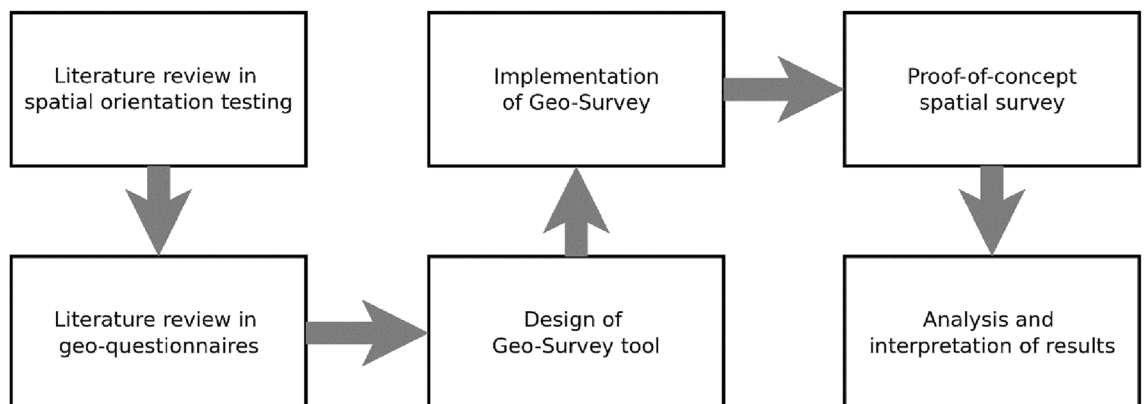 Literature review in
spatial orientation testing
Literature review in
geo-questionnaires
Design of
Geo-Survey tool
Implementation
of Geo-Survey
Proof-of-concept
spatial survey
Analysis and
interpretation of results